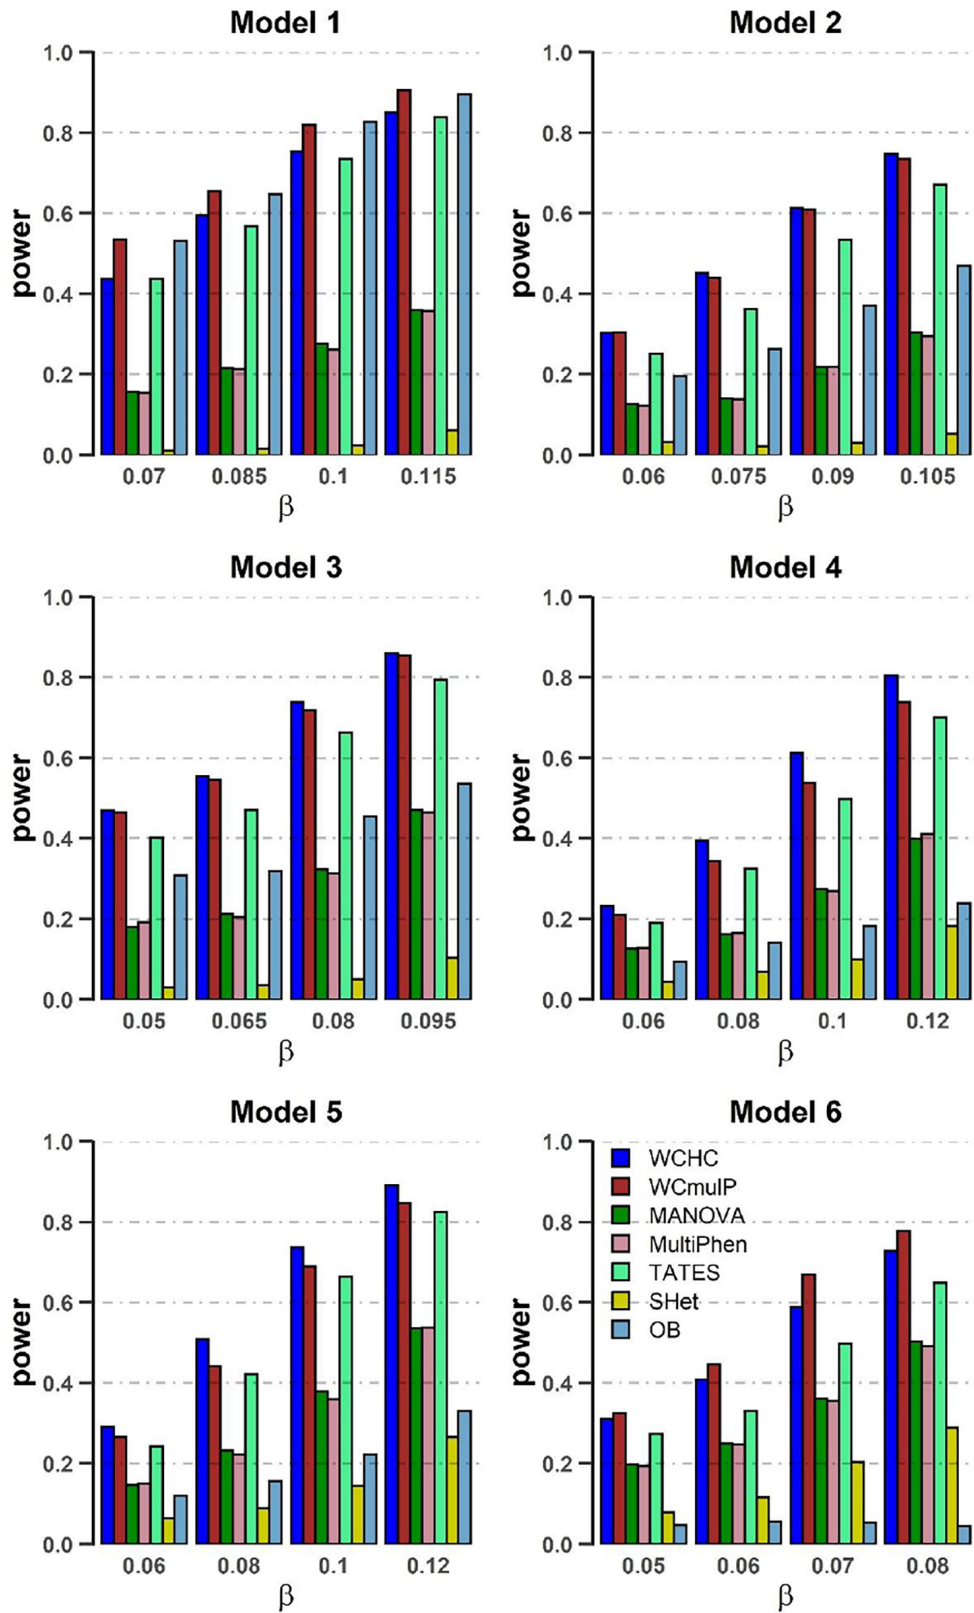 Model 1
1.0
0.8
0.6
0.4
0.2
0.0
power
0.07 0.085 0.1 0.115
β
Model 2
1.0
0.8
0.6
0.4
0.2
0.0
power
0.06 0.075 0.09 0.105
β
Model 3
1.0
0.8
0.6
0.4
0.2
0.0
power
0.05 0.065 0.08 0.095
β
Model 4
1.0
0.8
0.6
0.4
0.2
0.0
power
0.06 0.08 0.1 0.12
β
Model 5
1.0
0.8
0.6
0.4
0.2
0.0
power
0.06 0.08 0.1 0.12
β
Model 6
1.0
0.8
0.6
0.4
0.2
0.0
power
WCHC
WCmulP
MANOVA
MultiPhen
TATES
SHet
OB
0.05 0.06 0.07 0.08
β